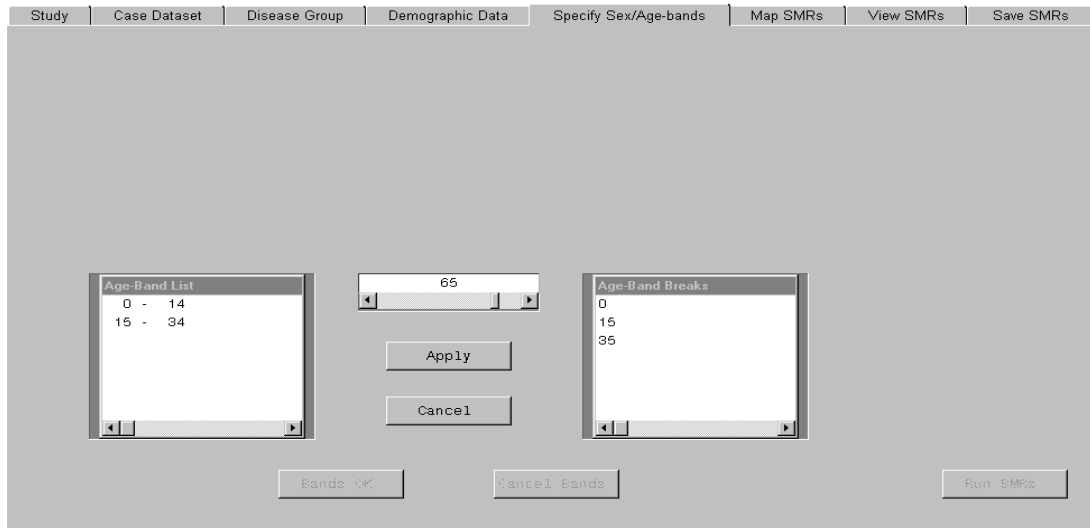 Study Case Dataset Disease Group Demographic Data Specify Sex/Age-bands Map SMRs View SMRs Save SMRs
Age-Band List
0 - 14
15 - 34
65
Apply
Cancel
Age-Band Breaks
0
15
35
Bands OK Cancel Bands Run SMRs